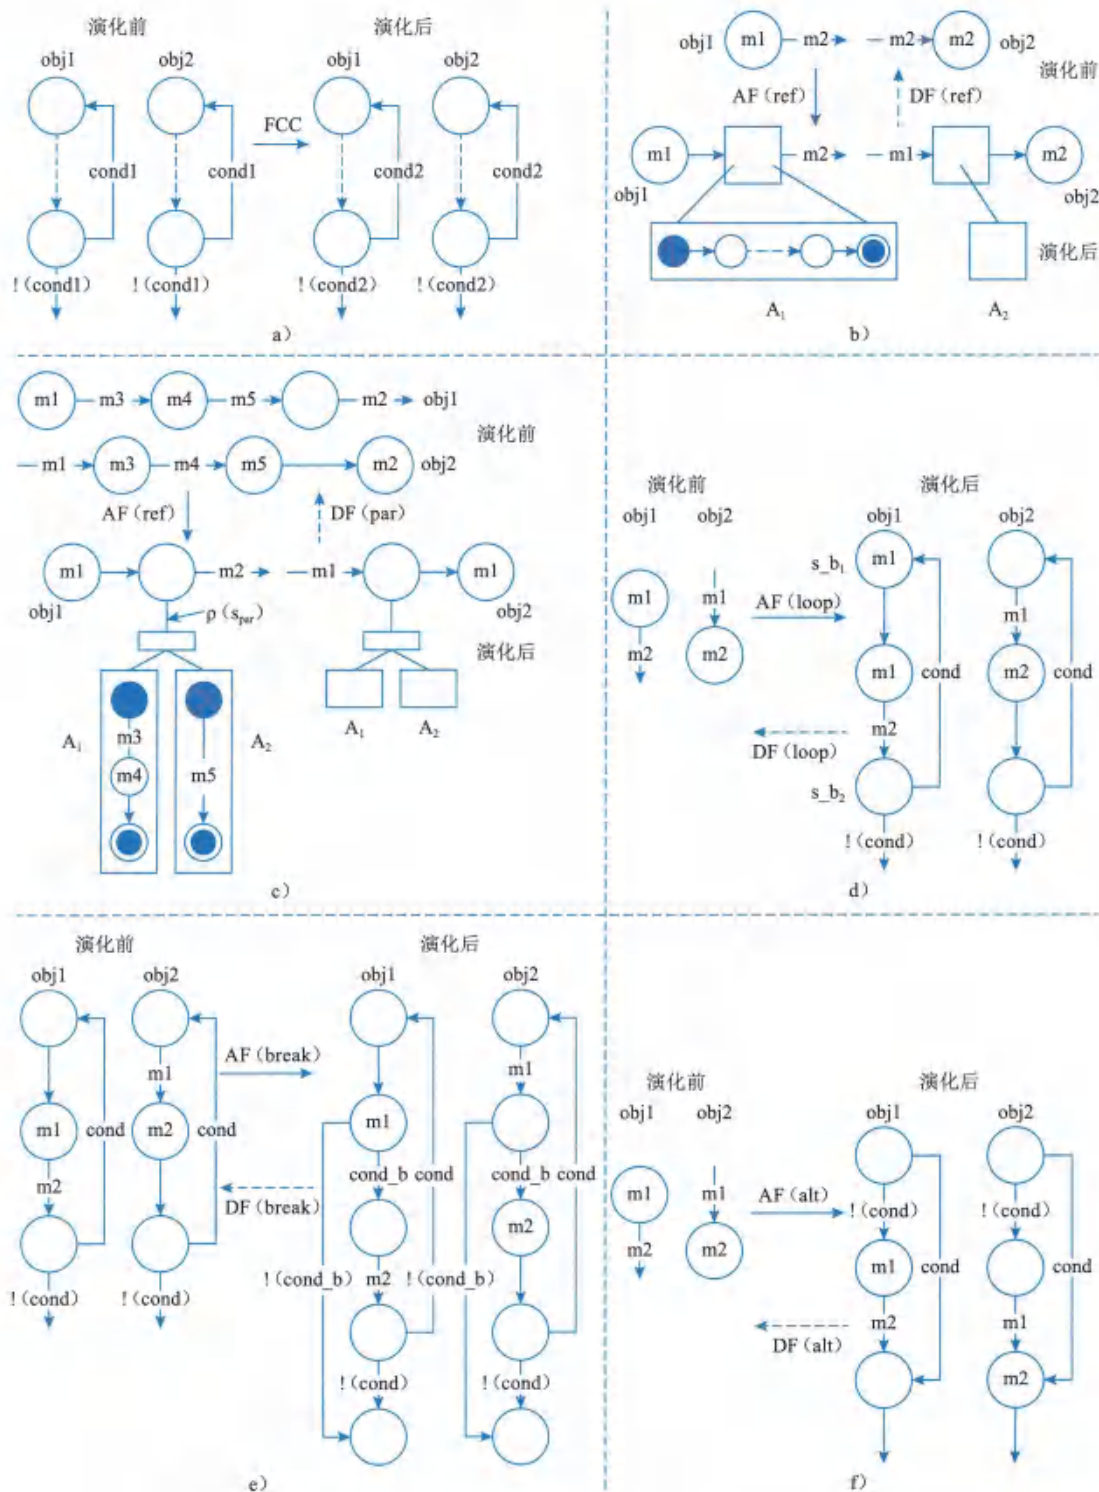 演化前 演化后
obj1 obj2 obj1 obj2
FCC
cond1 cond1 cond2 cond2
!(cond1) !(cond1) !(cond2) !(cond2)
a)
obj1 m1 m2 m2 m2 obj2
演化前
AF(ref) DF(ref)
m1 m2 m1 m2
obj1 obj2
演化后
A₁ A₂
b)
m1 m3 m4 m5 m2 obj1
演化前
m1 m3 m4 m5 m2 obj2
AF(ref) DF(par)
m1 m2 m1 m1
obj1 obj2
ρ(s_par)
演化后
A₁ m3 A₂ A₁ A₂
m4 m5
c)
演化前 演化后
obj1 obj2 obj1 obj2
s_b₁ m1
m1 m1 AF(loop) m1
m2 m2 m1 cond m2 cond
m2
DF(loop)
s_b₂
!(cond) !(cond)
d)
演化前 演化后
obj1 obj2 obj1 obj2
AF(break)
m1 m1
m1 cond m2 cond m1
m2 cond_b cond cond_b cond
DF(break) m2
!(cond_b) m2 !(cond_b)
!(cond) !(cond)
!(cond) !(cond)
e)
演化前 演化后
obj1 obj2 obj1 obj2
m1 m1 AF(alt) !(cond) !(cond)
m2 m2 m1 cond cond
m2 m1
DF(alt) m2
f)